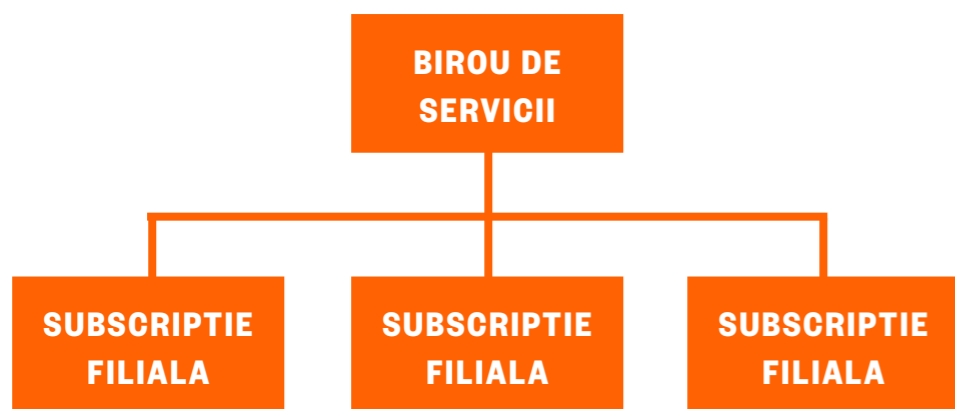 BIROU DE
SERVICII
SUBSCRIPTIE
FILIALA
SUBSCRIPTIE
FILIALA
SUBSCRIPTIE
FILIALA